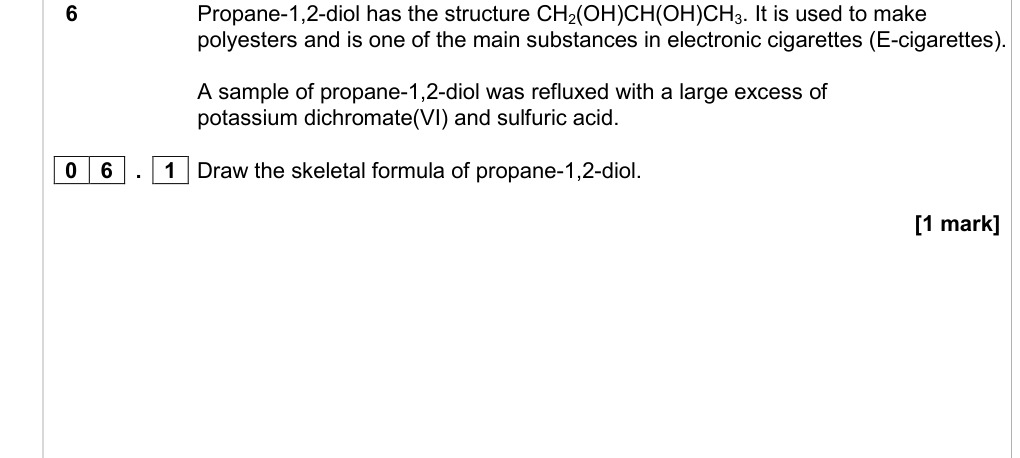 6 Propane-1,2-diol has the structure CH₂(OH)CH(OH)CH₃. It is used to make
polyesters and is one of the main substances in electronic cigarettes (E-cigarettes).
A sample of propane-1,2-diol was refluxed with a large excess of
potassium dichromate(VI) and sulfuric acid.
0 6 . 1 Draw the skeletal formula of propane-1,2-diol.
[1 mark]